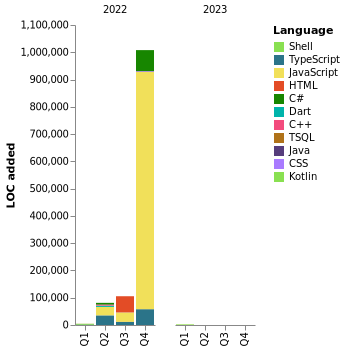 2022 2023
Language
Shell
TypeScript
JavaScript
HTML
C#
Dart
C++
TSQL
Java
CSS
Kotlin
LOC added
1,100,000
1,000,000
900,000
800,000
700,000
600,000
500,000
400,000
300,000
200,000
100,000
0
Q1 Q2 Q3 Q4 Q1 Q2 Q3 Q4